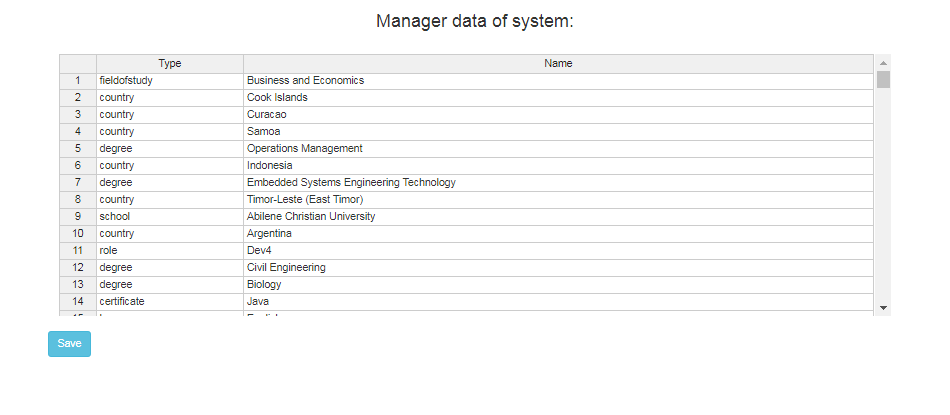 Manager data of system:
Type Name
1 fieldofstudy Business and Economics
2 country Cook Islands
3 country Curacao
4 country Samoa
5 degree Operations Management
6 country Indonesia
7 degree Embedded Systems Engineering Technology
8 country Timor-Leste (East Timor)
9 school Abilene Christian University
10 country Argentina
11 role Dev4
12 degree Civil Engineering
13 degree Biology
14 certificate Java
Save